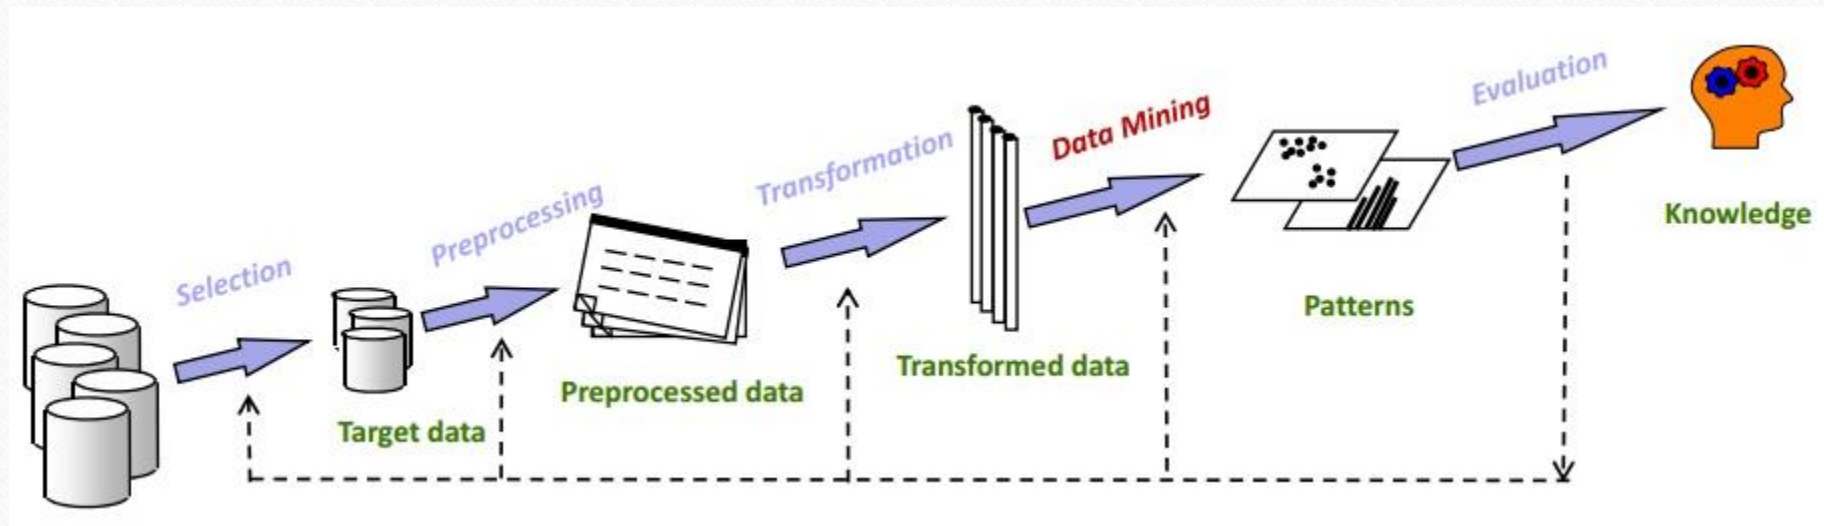 Selection
Target data
Preprocessing
Preprocessed data
Transformation
Transformed data
Data Mining
Patterns
Evaluation
Knowledge